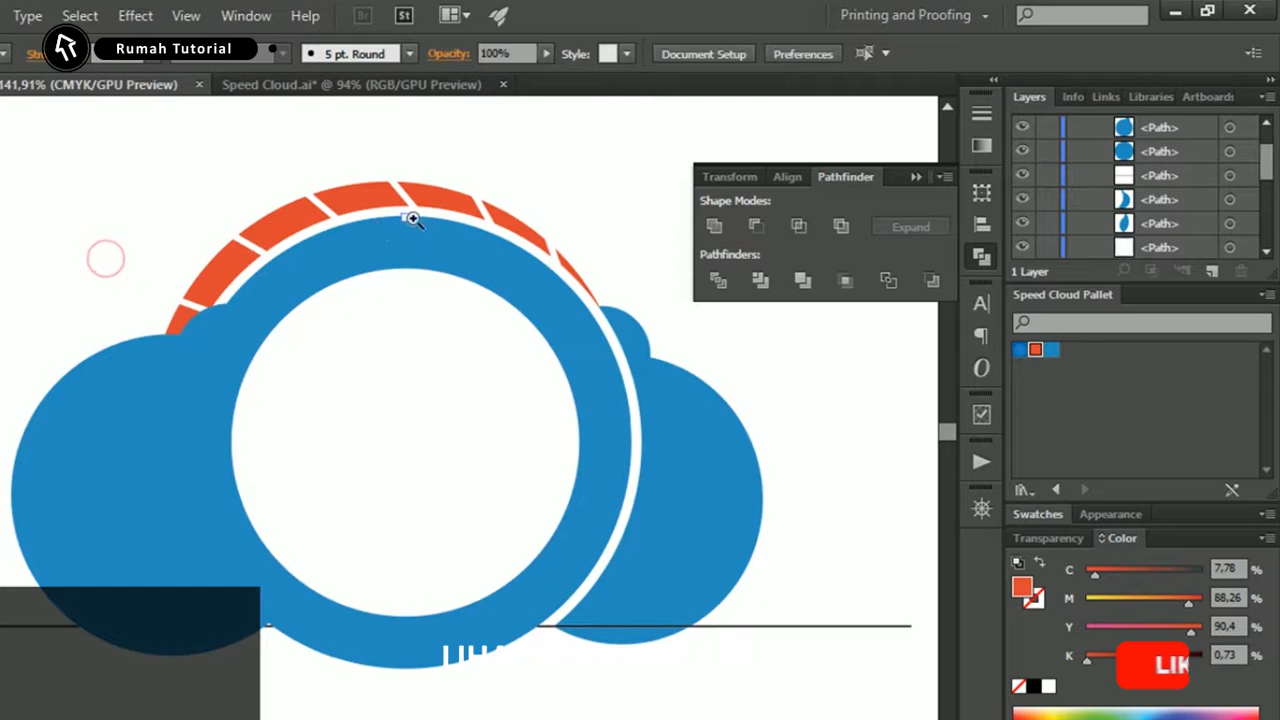 Type Select Effect View Window Help Br St Printing and Proofing
Rumah Tutorial
5 pt. Round Opacity: 100% Style: Document Setup Preferences
141,91% (CMYK/GPU Preview) × Speed Cloud.ai* @ 94% (RGB/GPU Preview) ×
Layers Info Links Libraries Artboards
<Path>
<Path>
<Path>
<Path>
<Path>
<Path>
1 Layer
Transform Align Pathfinder
Shape Modes:
Expand
Pathfinders:
Speed Cloud Pallet
Swatches Appearance
Transparency Color
C 7,78 %
M 88,26 %
Y 90,4 %
K 0,73 %